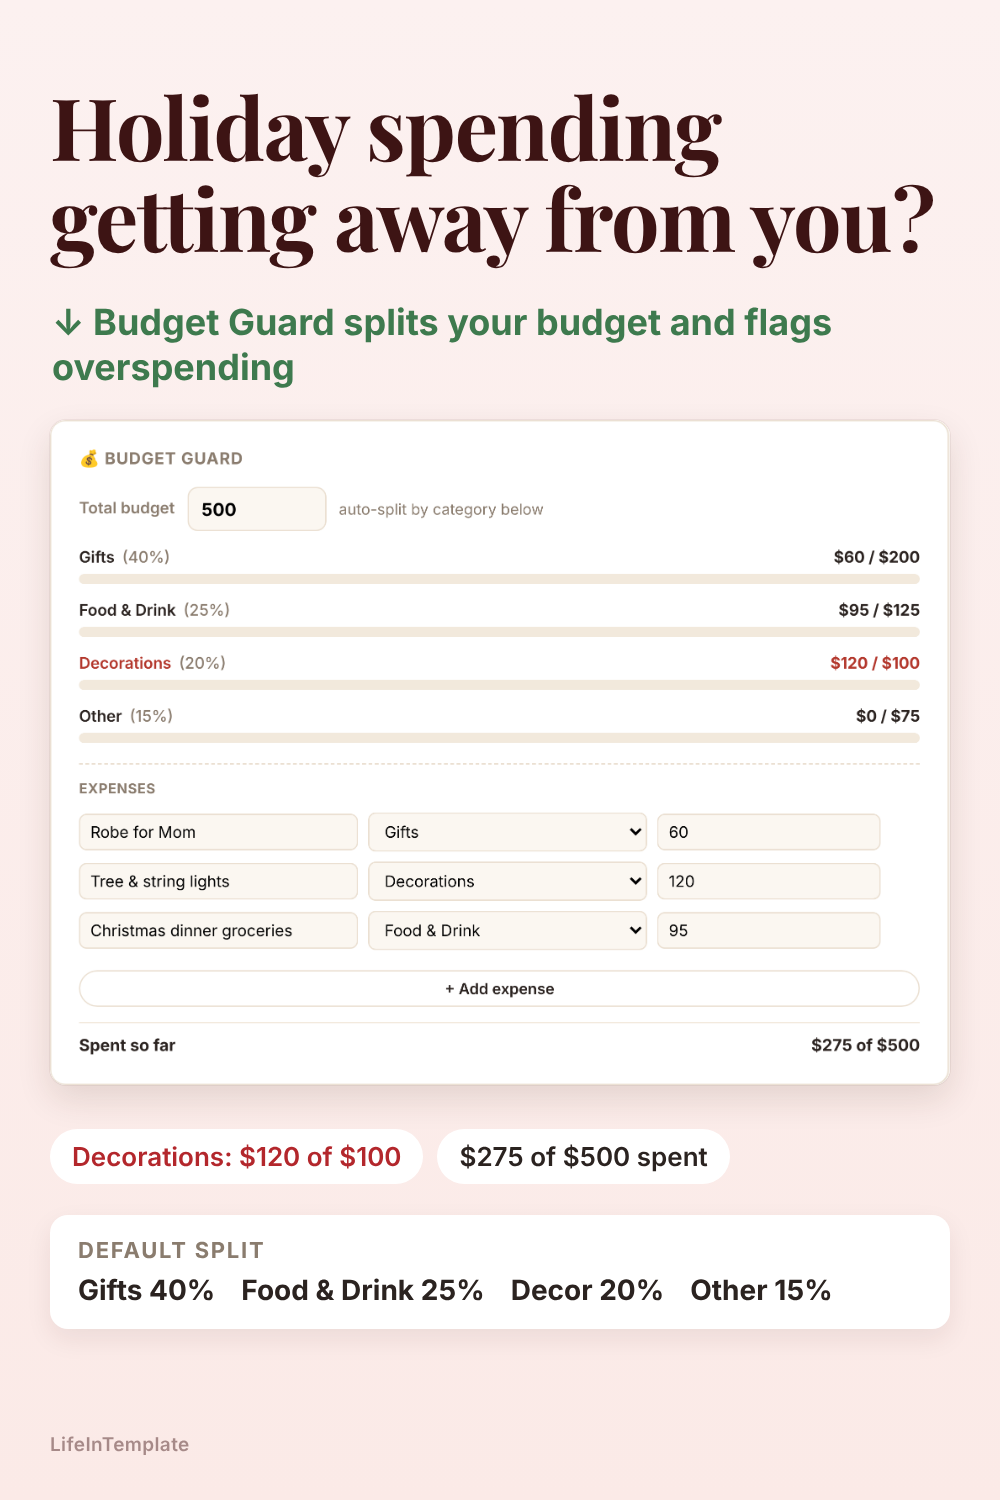 Holiday spending
getting away from you?
↓ Budget Guard splits your budget and flags
overspending
💰 BUDGET GUARD
Total budget 500 auto-split by category below
Gifts (40%) $60 / $200
Food & Drink (25%) $95 / $125
Decorations (20%) $120 / $100
Other (15%) $0 / $75
EXPENSES
Robe for Mom Gifts 60
Tree & string lights Decorations 120
Christmas dinner groceries Food & Drink 95
+ Add expense
Spent so far $275 of $500
Decorations: $120 of $100 $275 of $500 spent
DEFAULT SPLIT
Gifts 40% Food & Drink 25% Decor 20% Other 15%
LifeInTemplate